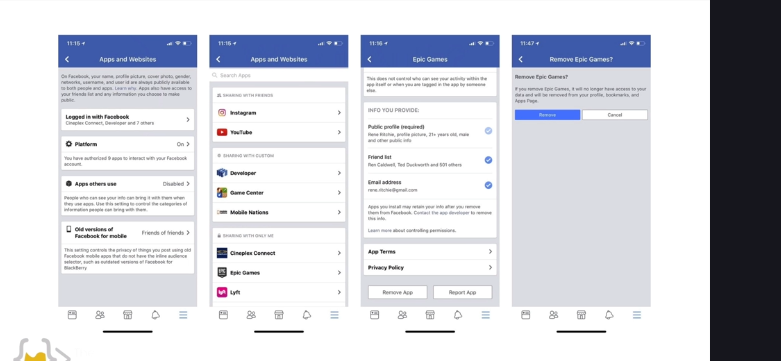 11:15
Apps and Websites
On Facebook, your name, profile picture, cover photo, gender,
networks, username, and user id are always publicly available
to both people and apps. Learn why. Apps also have access to
your friends list and any information you choose to make
public.
Logged in with Facebook
Cineplex Connect, Developer and 7 others
Platform
On
You have authorized 9 apps to interact with your Facebook
account.
Apps others use
Disabled
People who can see your info can bring it with them when
they use apps. Use this setting to control the categories of
information people can bring with them.
Old versions of
Facebook for mobile
Friends of friends
This setting controls the privacy of things you post using old
Facebook mobile apps that do not have the inline audience
selector, such as outdated versions of Facebook for
BlackBerry
11:15
Apps and Websites
Search Apps
SHARING WITH FRIENDS
Instagram
YouTube
SHARING WITH CUSTOM
Developer
Game Center
Mobile Nations
SHARING WITH ONLY ME
Cineplex Connect
Epic Games
Lyft
11:16
Epic Games
This does not control who can see your activity within the
app itself or when you are tagged in the app by someone
else.
INFO YOU PROVIDE:
Public profile (required)
Rene Ritchie, profile picture, 21+ years old, male
and other public info
Friend list
Ren Caldwell, Ted Duckworth and 591 others
Email address
rene.ritchie@gmail.com
Apps you install may retain your info after you remove
them from Facebook. Contact the app developer to remove
this info.
Learn more about controlling permissions.
App Terms
Privacy Policy
Remove App
Report App
11:47
Remove Epic Games?
Remove Epic Games?
If you remove Epic Games, it will no longer have access to your
data and will be removed from your profile, bookmarks, and
Apps Page.
Remove
Cancel